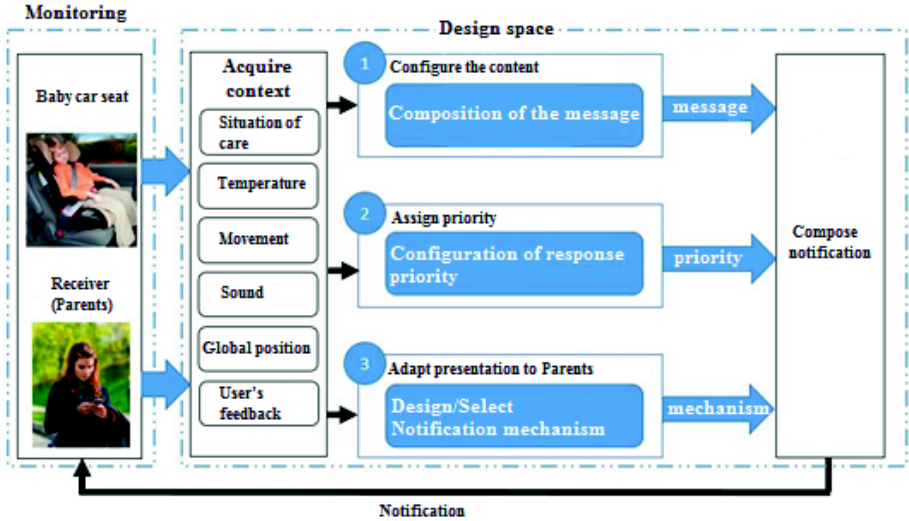 Monitoring
Design space
Baby car seat
Receiver
(Parents)
Acquire
context
Situation of
care
Temperature
Movement
Sound
Global position
User's
feedback
1
Configure the content
Composition of the message
message
2
Assign priority
Configuration of response
priority
priority
3
Adapt presentation to Parents
Design/Select
Notification mechanism
mechanism
Compose
notification
Notification